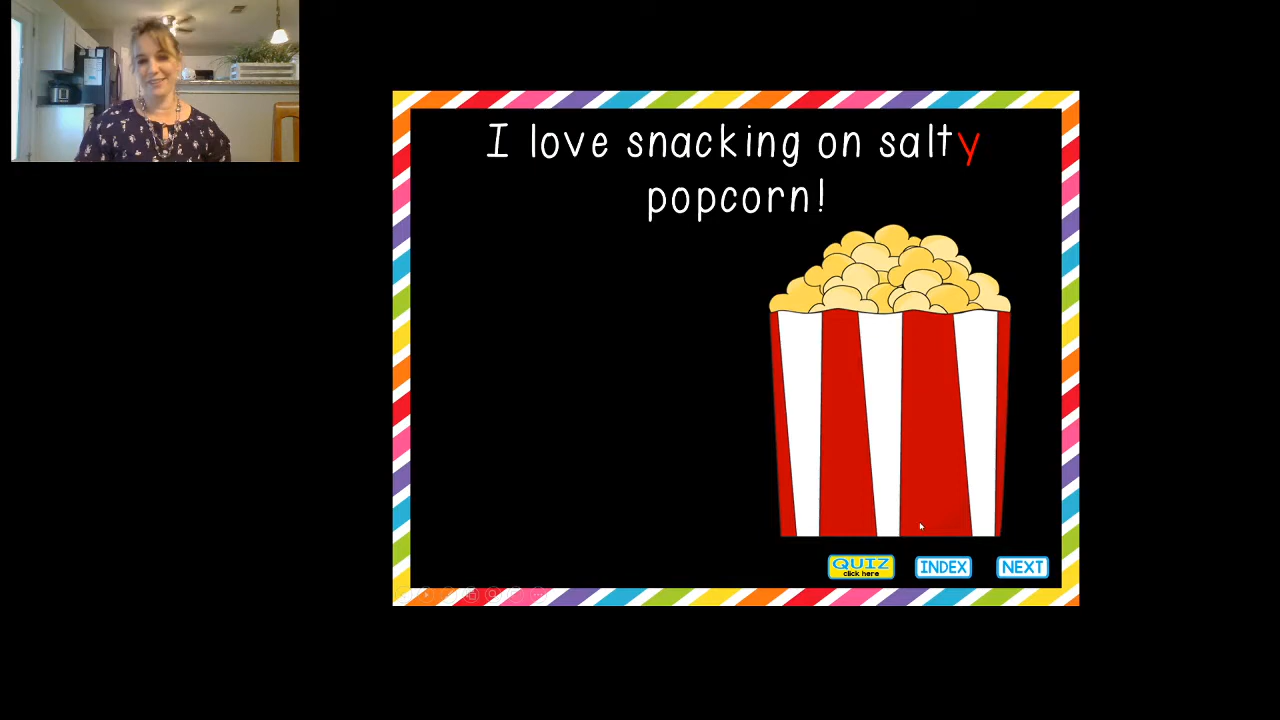 I love snacking on salty
popcorn!
QUIZ
click here
INDEX
NEXT